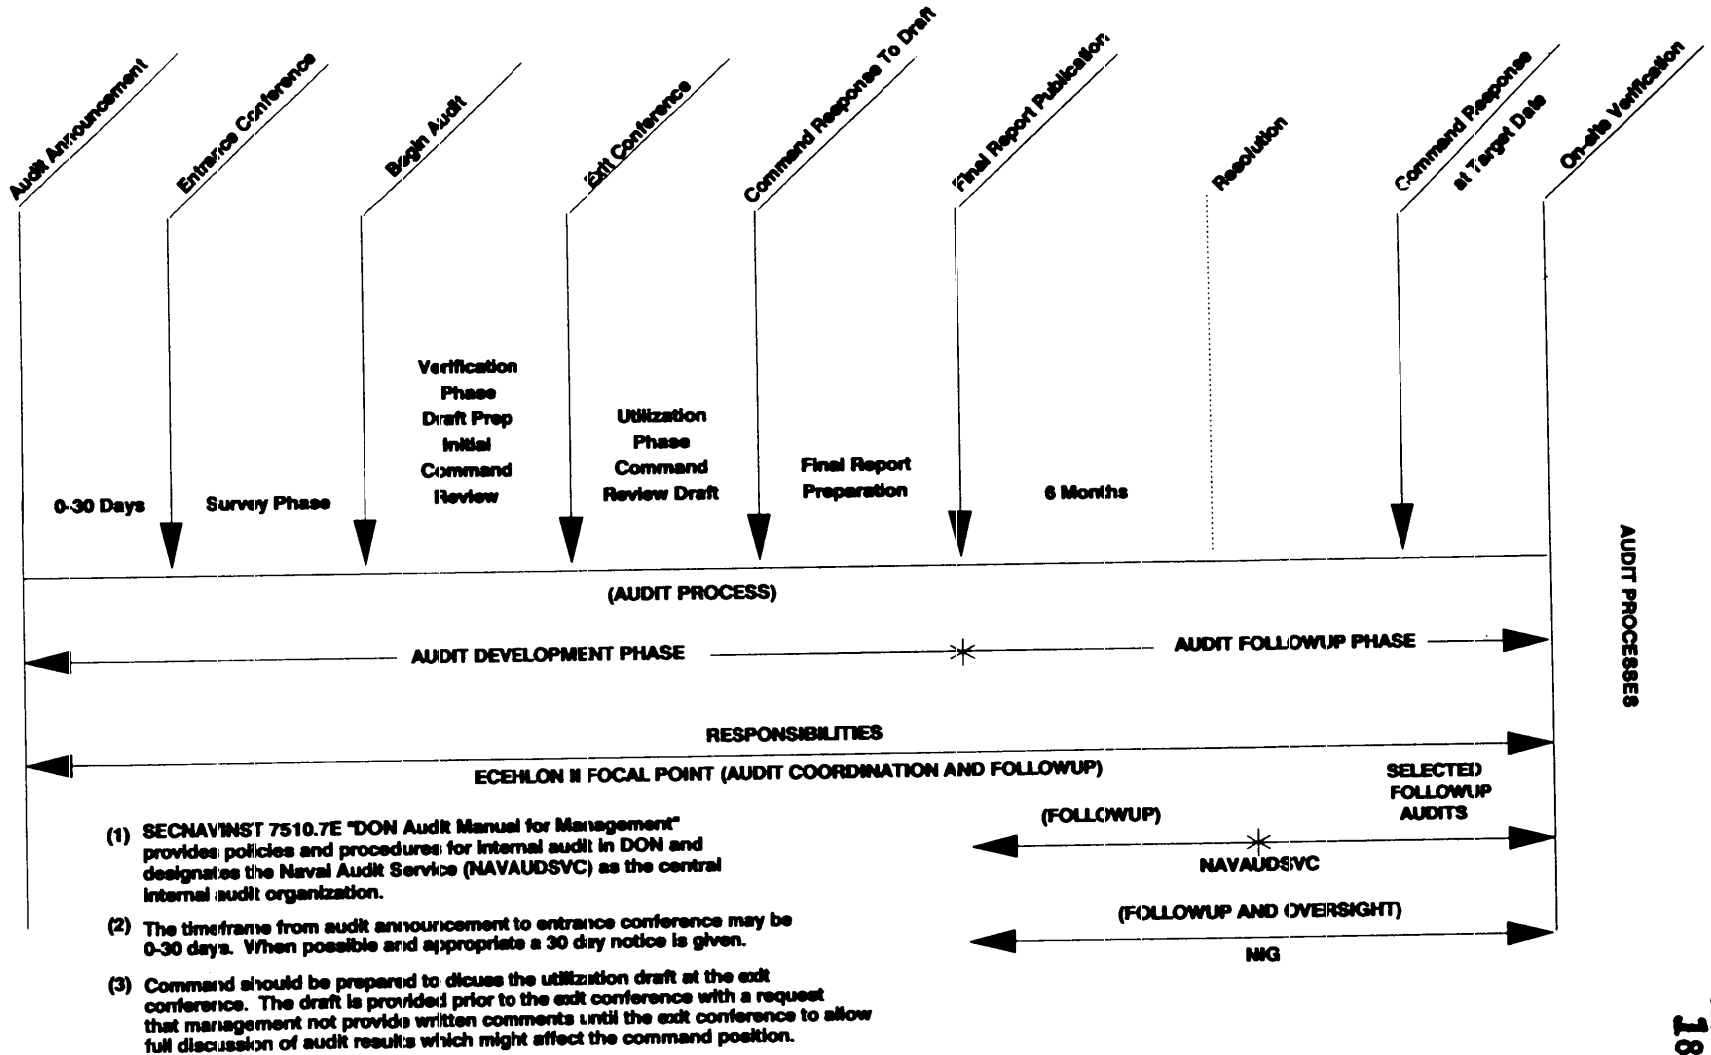 Audit Announcement
Entrance Conference
Begin Audit
Exit Conference
Command Response To Draft
Final Report Publication
Resolution
Command Response
at Target Date
On-site Verification
0-30 Days
Survey Phase
Verification
Phase
Draft Prep
Initial
Command
Review
Utilization
Phase
Command
Review Draft
Final Report
Preparation
6 Months
(AUDIT PROCESS)
AUDIT DEVELOPMENT PHASE
AUDIT FOLLOWUP PHASE
RESPONSIBILITIES
ECEHLON II FOCAL POINT (AUDIT COORDINATION AND FOLLOWUP)
SELECTED
FOLLOWUP
AUDITS
(FOLLOWUP)
NAVAUDSVC
(FOLLOWUP AND OVERSIGHT)
NIG
(1) SECNAVINST 7510.7E "DON Audit Manual for Management"
provides policies and procedures for internal audit in DON and
designates the Naval Audit Service (NAVAUDSVC) as the central
internal audit organization.
(2) The timeframe from audit announcement to entrance conference may be
0-30 days. When possible and appropriate a 30 day notice is given.
(3) Command should be prepared to dicuse the utilization draft at the exit
conference. The draft is provided prior to the exit conference with a request
that management not provide written comments until the exit conference to allow
full discussion of audit results which might affect the command position.
AUDIT PROCESSES
18